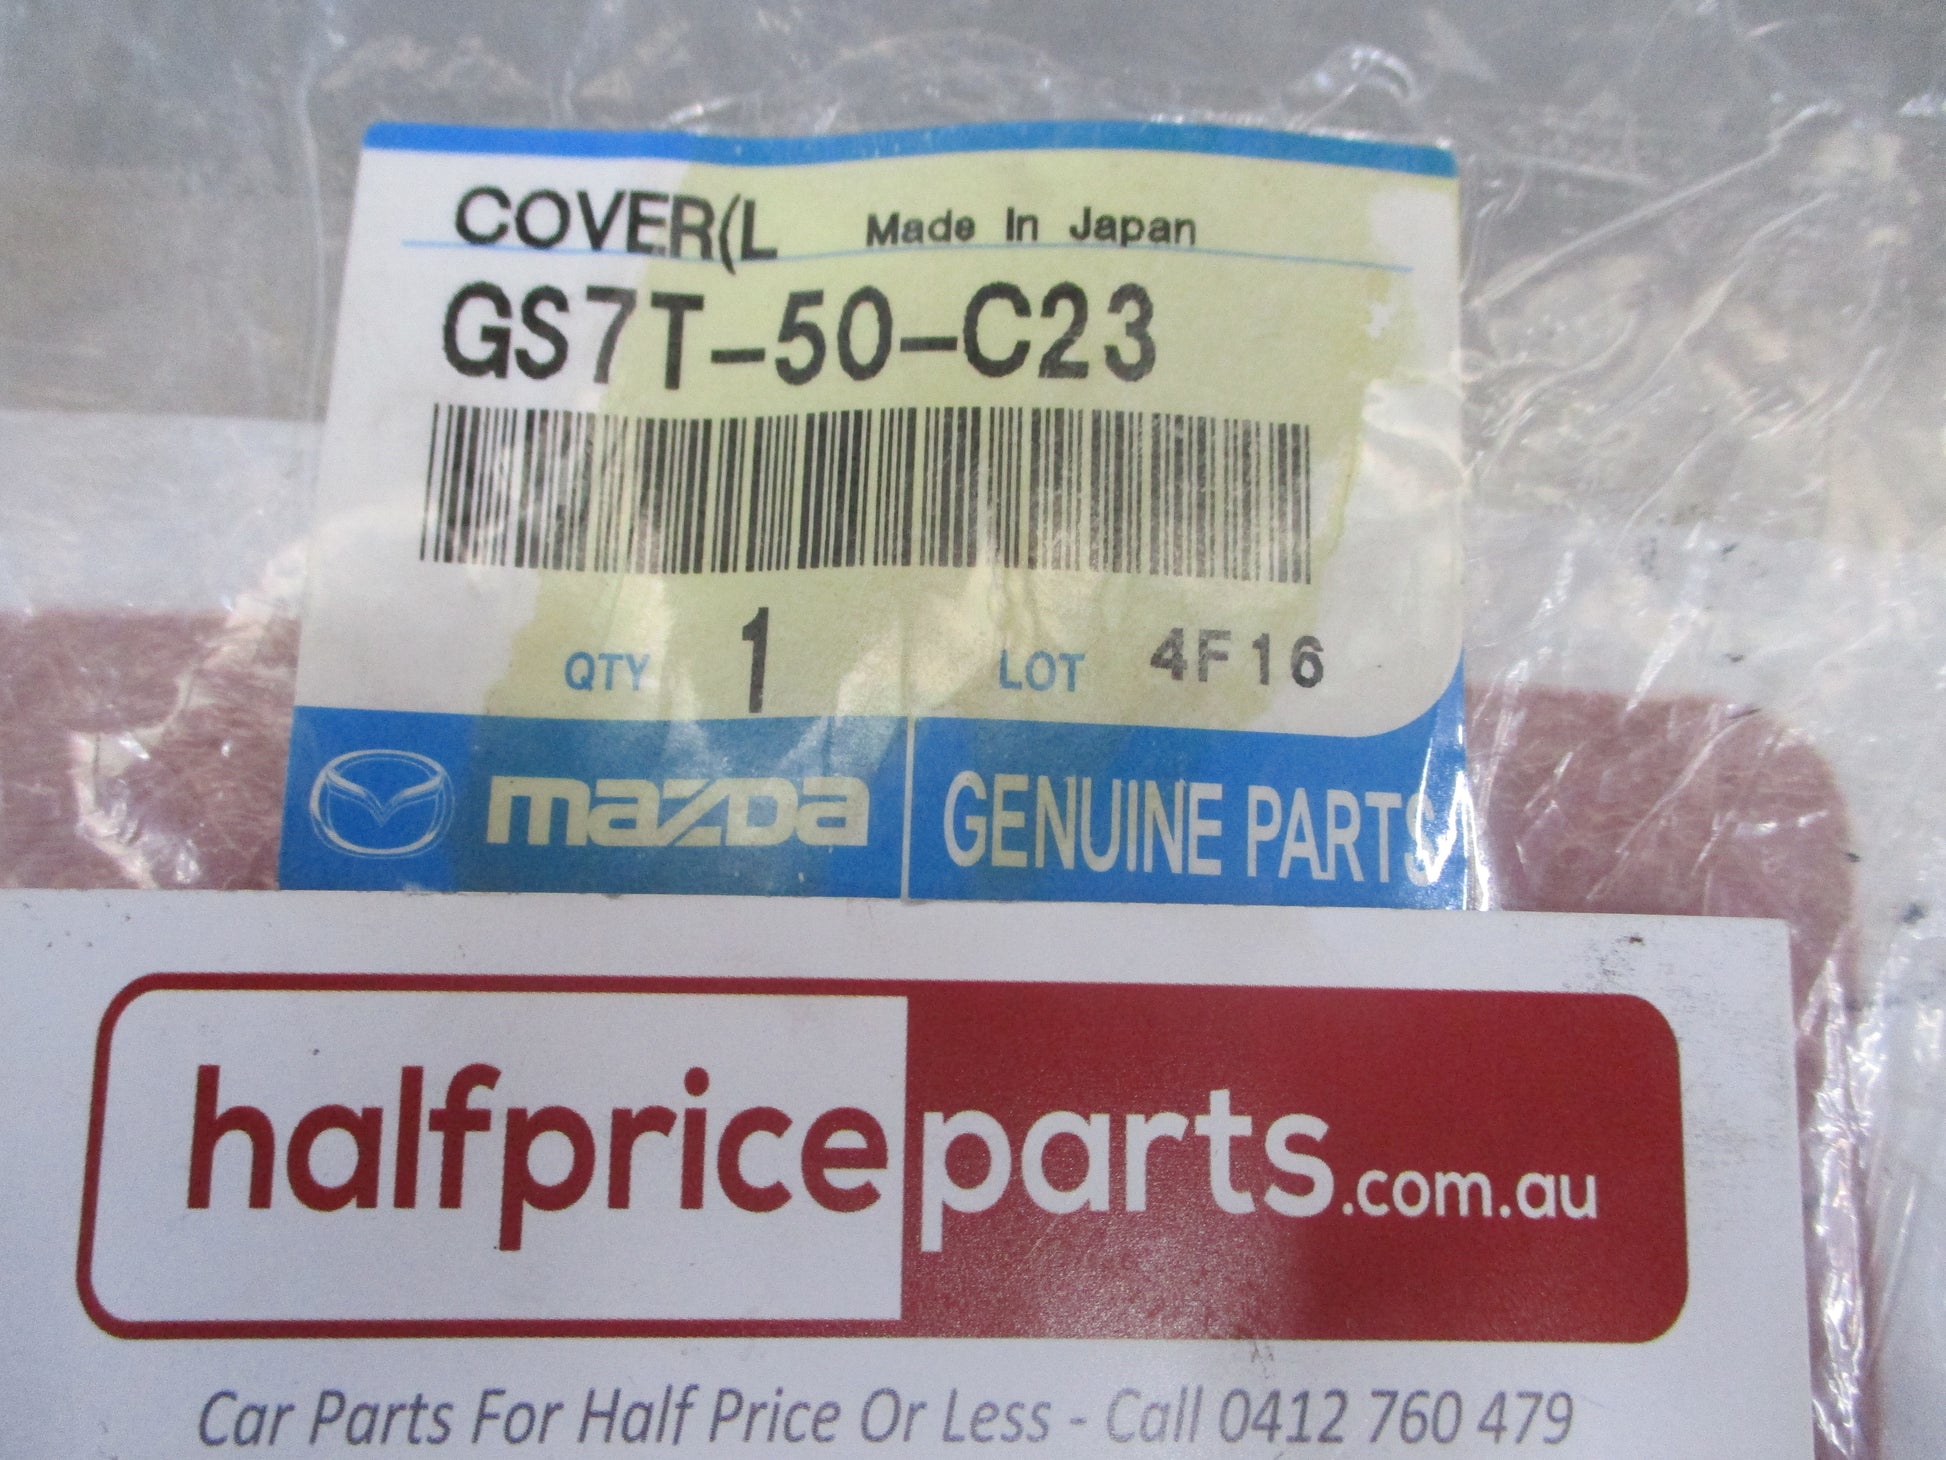 COVER(L Made In Japan
GS7T-50-C23
QTY 1 LOT 4F16
mazda GENUINE PARTS
halfpriceparts.com.au
Car Parts For Half Price Or Less - Call 0412 760 479